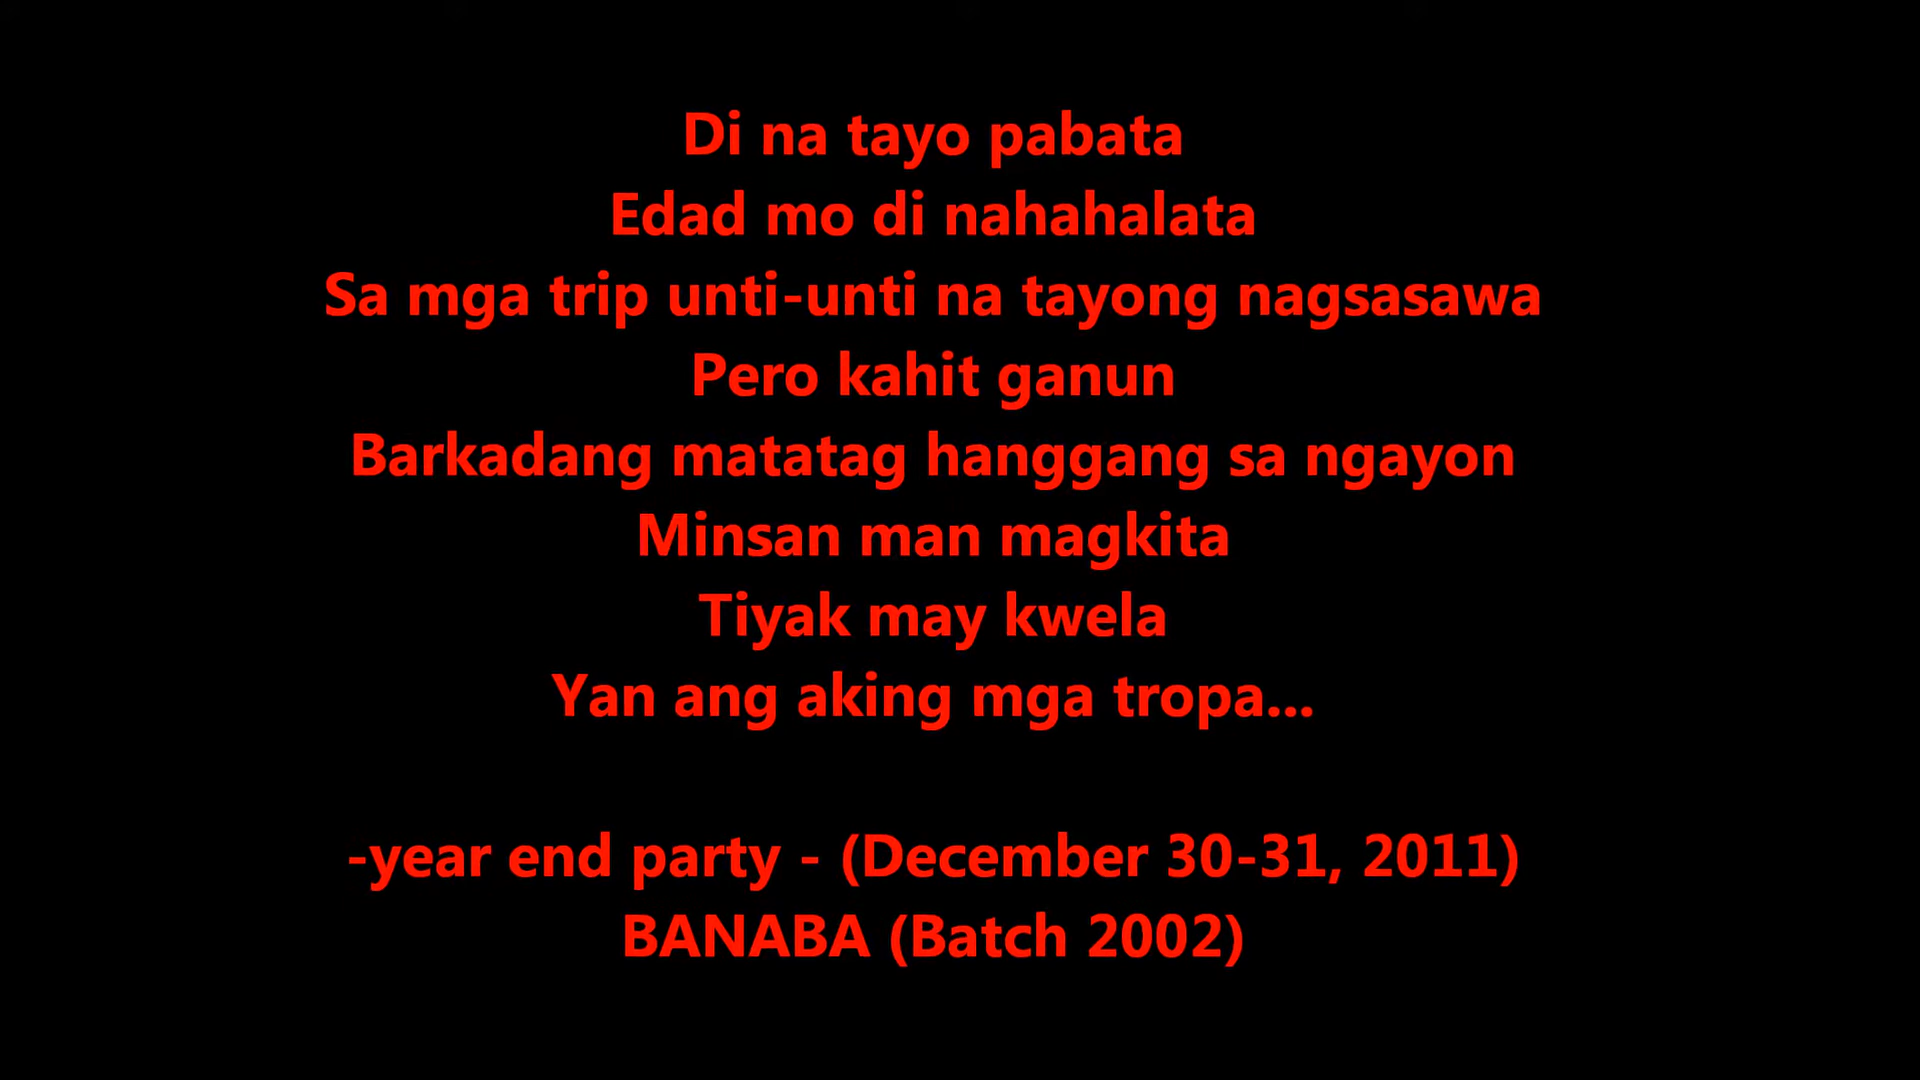 Di na tayo pabata
Edad mo di nahahalata
Sa mga trip unti-unti na tayong nagsasawa
Pero kahit ganun
Barkadang matatag hanggang sa ngayon
Minsan man magkita
Tiyak may kwela
Yan ang aking mga tropa...
-year end party - (December 30-31, 2011)
BANABA (Batch 2002)